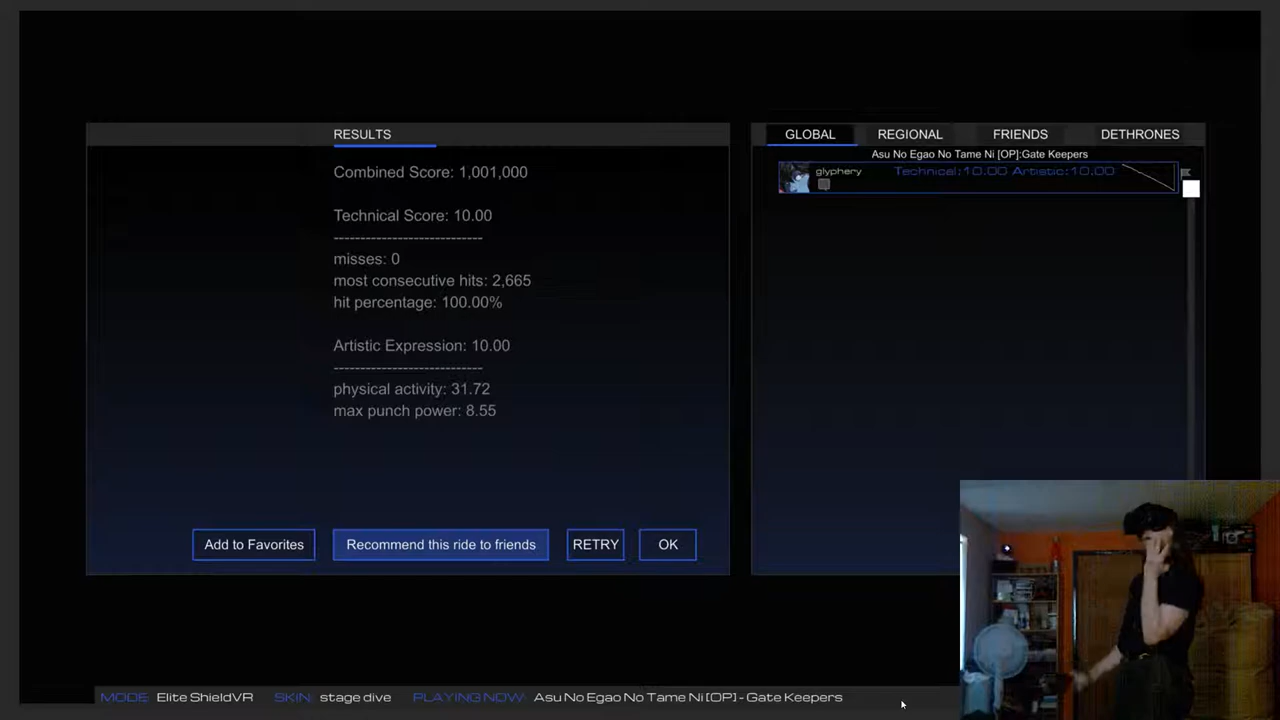 RESULTS
Combined Score: 1,001,000
Technical Score: 10.00
----------------------------
misses: 0
most consecutive hits: 2,665
hit percentage: 100.00%
Artistic Expression: 10.00
----------------------------
physical activity: 31.72
max punch power: 8.55
Add to Favorites
Recommend this ride to friends
RETRY
OK
GLOBAL REGIONAL FRIENDS DETHRONES
Asu No Egao No Tame Ni [OP]:Gate Keepers
glyphery Technical:10.00 Artistic:10.00
MODE: Elite ShieldVR SKIN: stage dive PLAYING NOW: Asu No Egao No Tame Ni [OP] - Gate Keepers